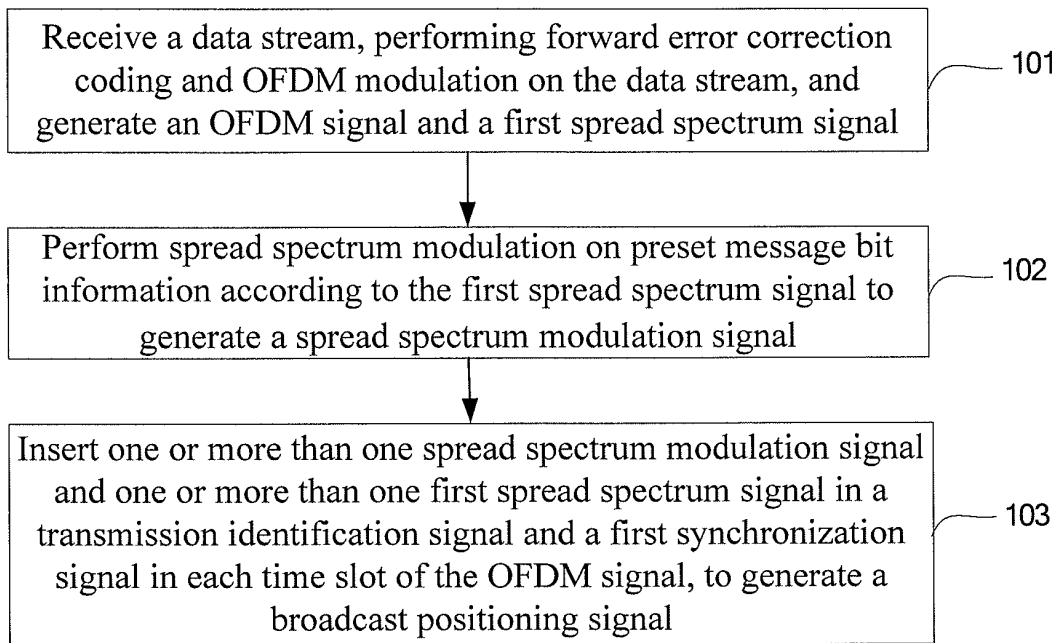 Receive a data stream, performing forward error correction
coding and OFDM modulation on the data stream, and
generate an OFDM signal and a first spread spectrum signal
101
Perform spread spectrum modulation on preset message bit
information according to the first spread spectrum signal to
generate a spread spectrum modulation signal
102
Insert one or more than one spread spectrum modulation signal
and one or more than one first spread spectrum signal in a
transmission identification signal and a first synchronization
signal in each time slot of the OFDM signal, to generate a
broadcast positioning signal
103